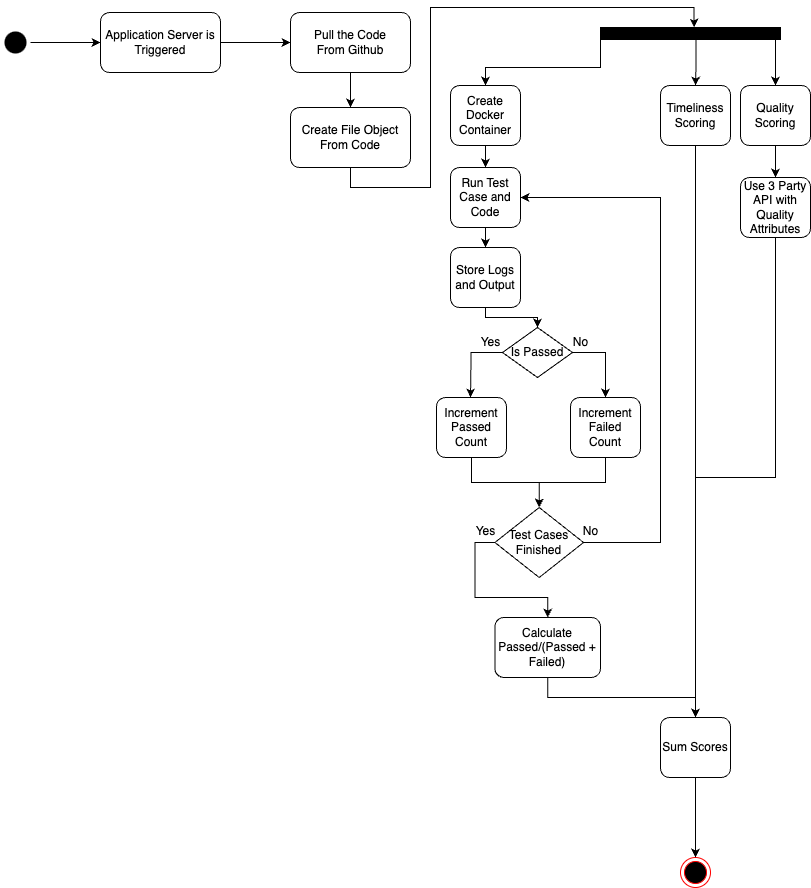 Application Server is
Triggered
Pull the Code
From Github
Create File Object
From Code
Create
Docker
Container
Timeliness
Scoring
Quality
Scoring
Run Test
Case and
Code
Use 3 Party
API with
Quality
Attributes
Store Logs
and Output
Yes
Is Passed
No
Increment
Passed
Count
Increment
Failed
Count
Yes
Test Cases
Finished
No
Calculate
Passed/(Passed +
Failed)
Sum Scores